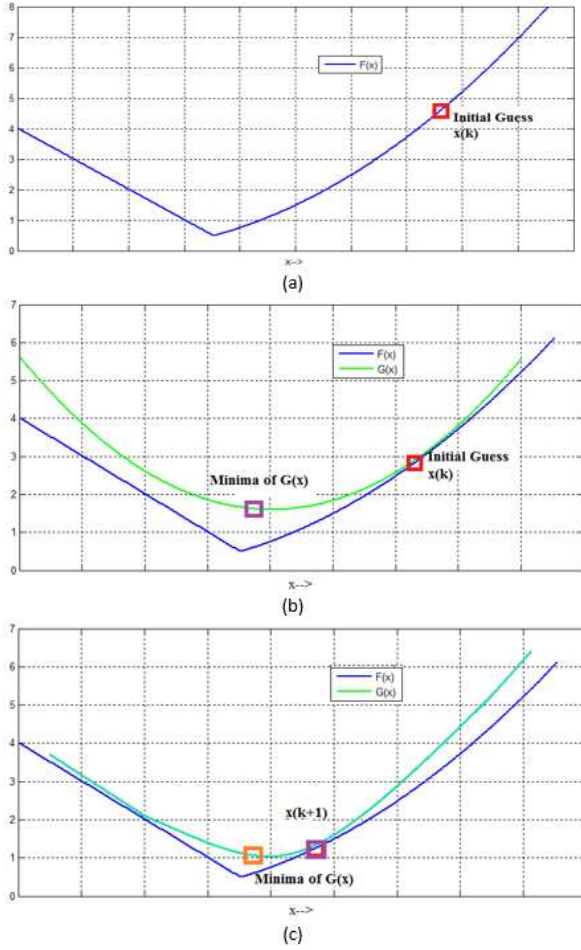 8
7
6
5
4
3
2
1
0
F(x)
Initial Guess
x(k)
x-->
(a)
7
6
5
4
3
2
1
0
F(x)
G(x)
Minima of G(x)
Initial Guess
x(k)
x-->
(b)
7
6
5
4
3
2
1
0
F(x)
G(x)
x(k+1)
Minima of G(x)
x-->
(c)